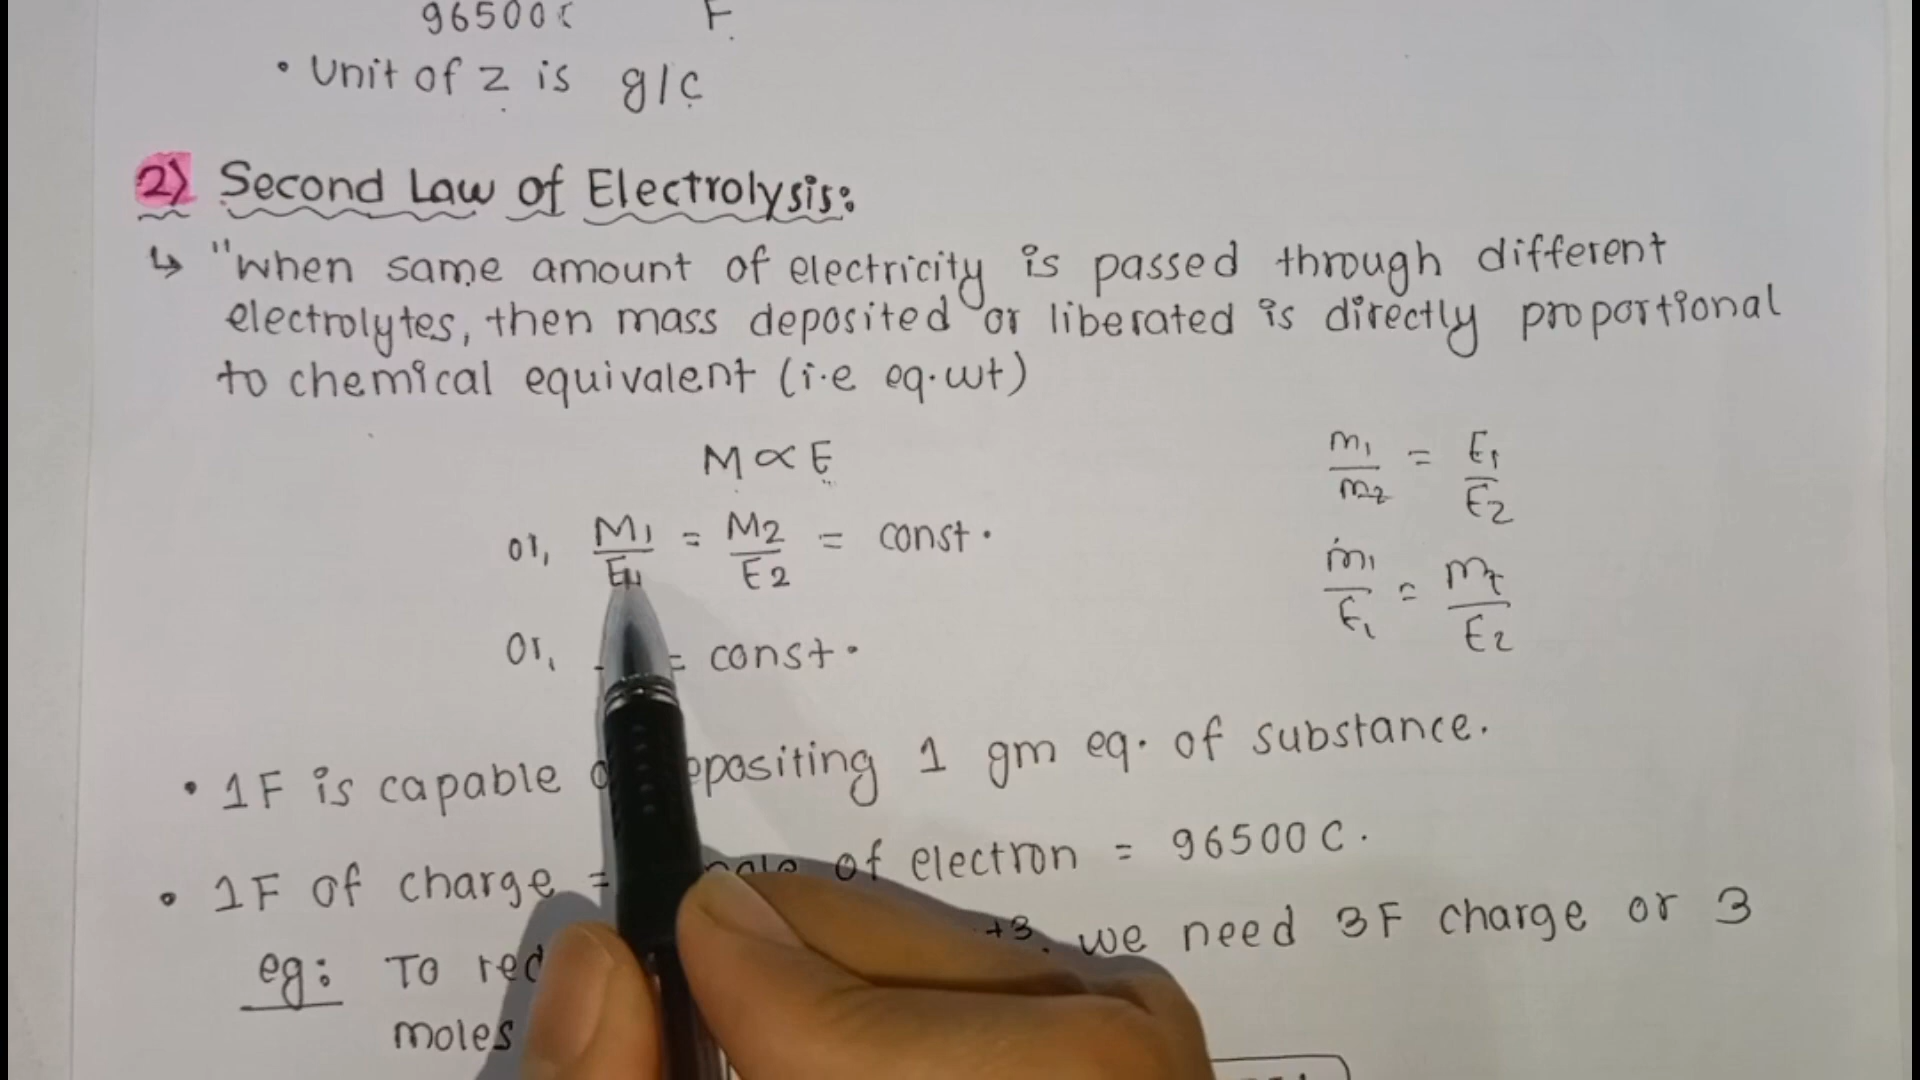 96500C F
• Unit of z is g/c
2) Second Law of Electrolysis:
↳ "When same amount of electricity is passed through different
electrolytes, then mass deposited or liberated is directly proportional
to chemical equivalent (i.e eq.wt)
M ∝ E
or, M1/E1 = M2/E2 = const.
or, = const.
m1/m2 = E1/E2
m1/E1 = m2/E2
• 1F is capable depositing 1 gm eq. of substance.
• 1F of charge = mole of electron = 96500 C.
eg: To red +3. we need 3F charge or 3
moles